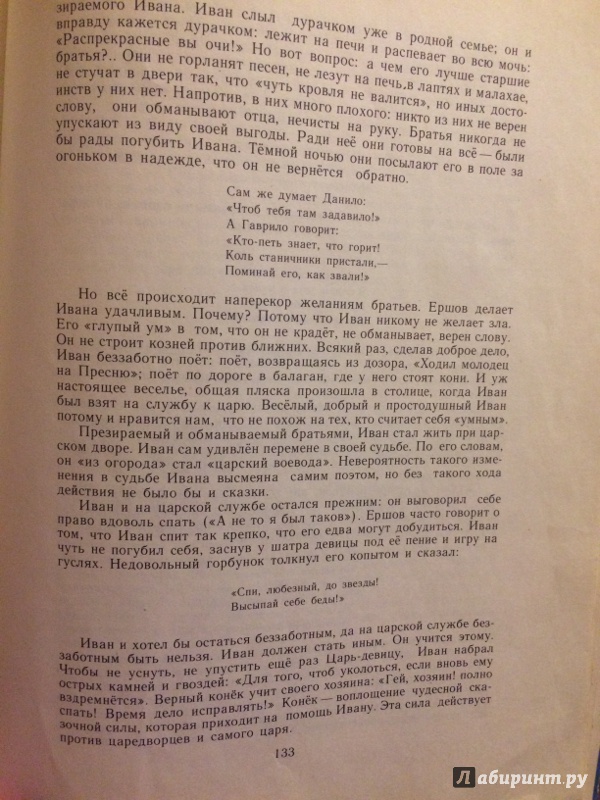 зираемого Ивана. Иван слыл дурачком уже в родной семье; он и
вправду кажется дурачком: лежит на печи и распевает во всю мочь:
«Распрекрасные вы очи!» Но вот вопрос: а чем его лучше старшие
братья?.. Они не горланят песен, не лезут на печь в лаптях и малахае,
не стучат в двери так, что «чуть кровля не валится», но иных досто-
инств у них нет. Напротив, в них много плохого: никто из них не верен
слову, они обманывают отца, нечисты на руку. Братья никогда не
упускают из виду своей выгоды. Ради неё они готовы на всё — были
бы рады погубить Ивана. Тёмной ночью они посылают его в поле за
огоньком в надежде, что он не вернётся обратно.
Сам же думает Данило:
«Чтоб тебя там задавило!»
А Гаврило говорит:
«Кто-петь знает, что горит!
Коль станичники пристали,—
Поминай его, как звали!»
Но всё происходит наперекор желаниям братьев. Ершов делает
Ивана удачливым. Почему? Потому что Иван никому не желает зла.
Его «глупый ум» в том, что он не крадёт, не обманывает, верен слову.
Он не строит козней против ближних. Всякий раз, сделав доброе дело,
Иван беззаботно поёт: поёт, возвращаясь из дозора, «Ходил молодец
на Пресню»; поёт по дороге в балаган, где у него стоят кони. И уж
настоящее веселье, общая пляска произошла в столице, когда Иван
был взят на службу к царю. Весёлый, добрый и простодушный Иван
потому и нравится нам, что не похож на тех, кто считает себя «умным».
Презираемый и обманываемый братьями, Иван стал жить при цар-
ском дворе. Иван сам удивлён перемене в своей судьбе. По его словам,
он «из огорода» стал «царский воевода». Невероятность такого изме-
нения в судьбе Ивана высмеяна самим поэтом, но без такого хода
действия не было бы и сказки.
Иван и на царской службе остался прежним: он выговорил себе
право вдоволь спать («А не то я был таков»). Ершов часто говорит о
том, что Иван спит так крепко, что его едва могут добудиться. Иван
чуть не погубил себя, заснув у шатра девицы под её пение и игру на
гуслях. Недовольный горбунок толкнул его копытом и сказал:
«Спи, любезный, до звезды!
Высыпай себе беды!»
Иван и хотел бы остаться беззаботным, да на царской службе без-
заботным быть нельзя. Иван должен стать иным. Он учится этому.
Чтобы не уснуть, не упустить ещё раз Царь-девицу, Иван набрал
острых камней и гвоздей: «Для того, чтоб уколоться, если вновь ему
вздремнётся». Верный конёк учит своего хозяина: «Гей, хозяин! полно
спать! Время дело исправлять!» Конёк — воплощение чудесной ска-
зочной силы, которая приходит на помощь Ивану. Эта сила действует
против царедворцев и самого царя.
133
Лабиринт.ру